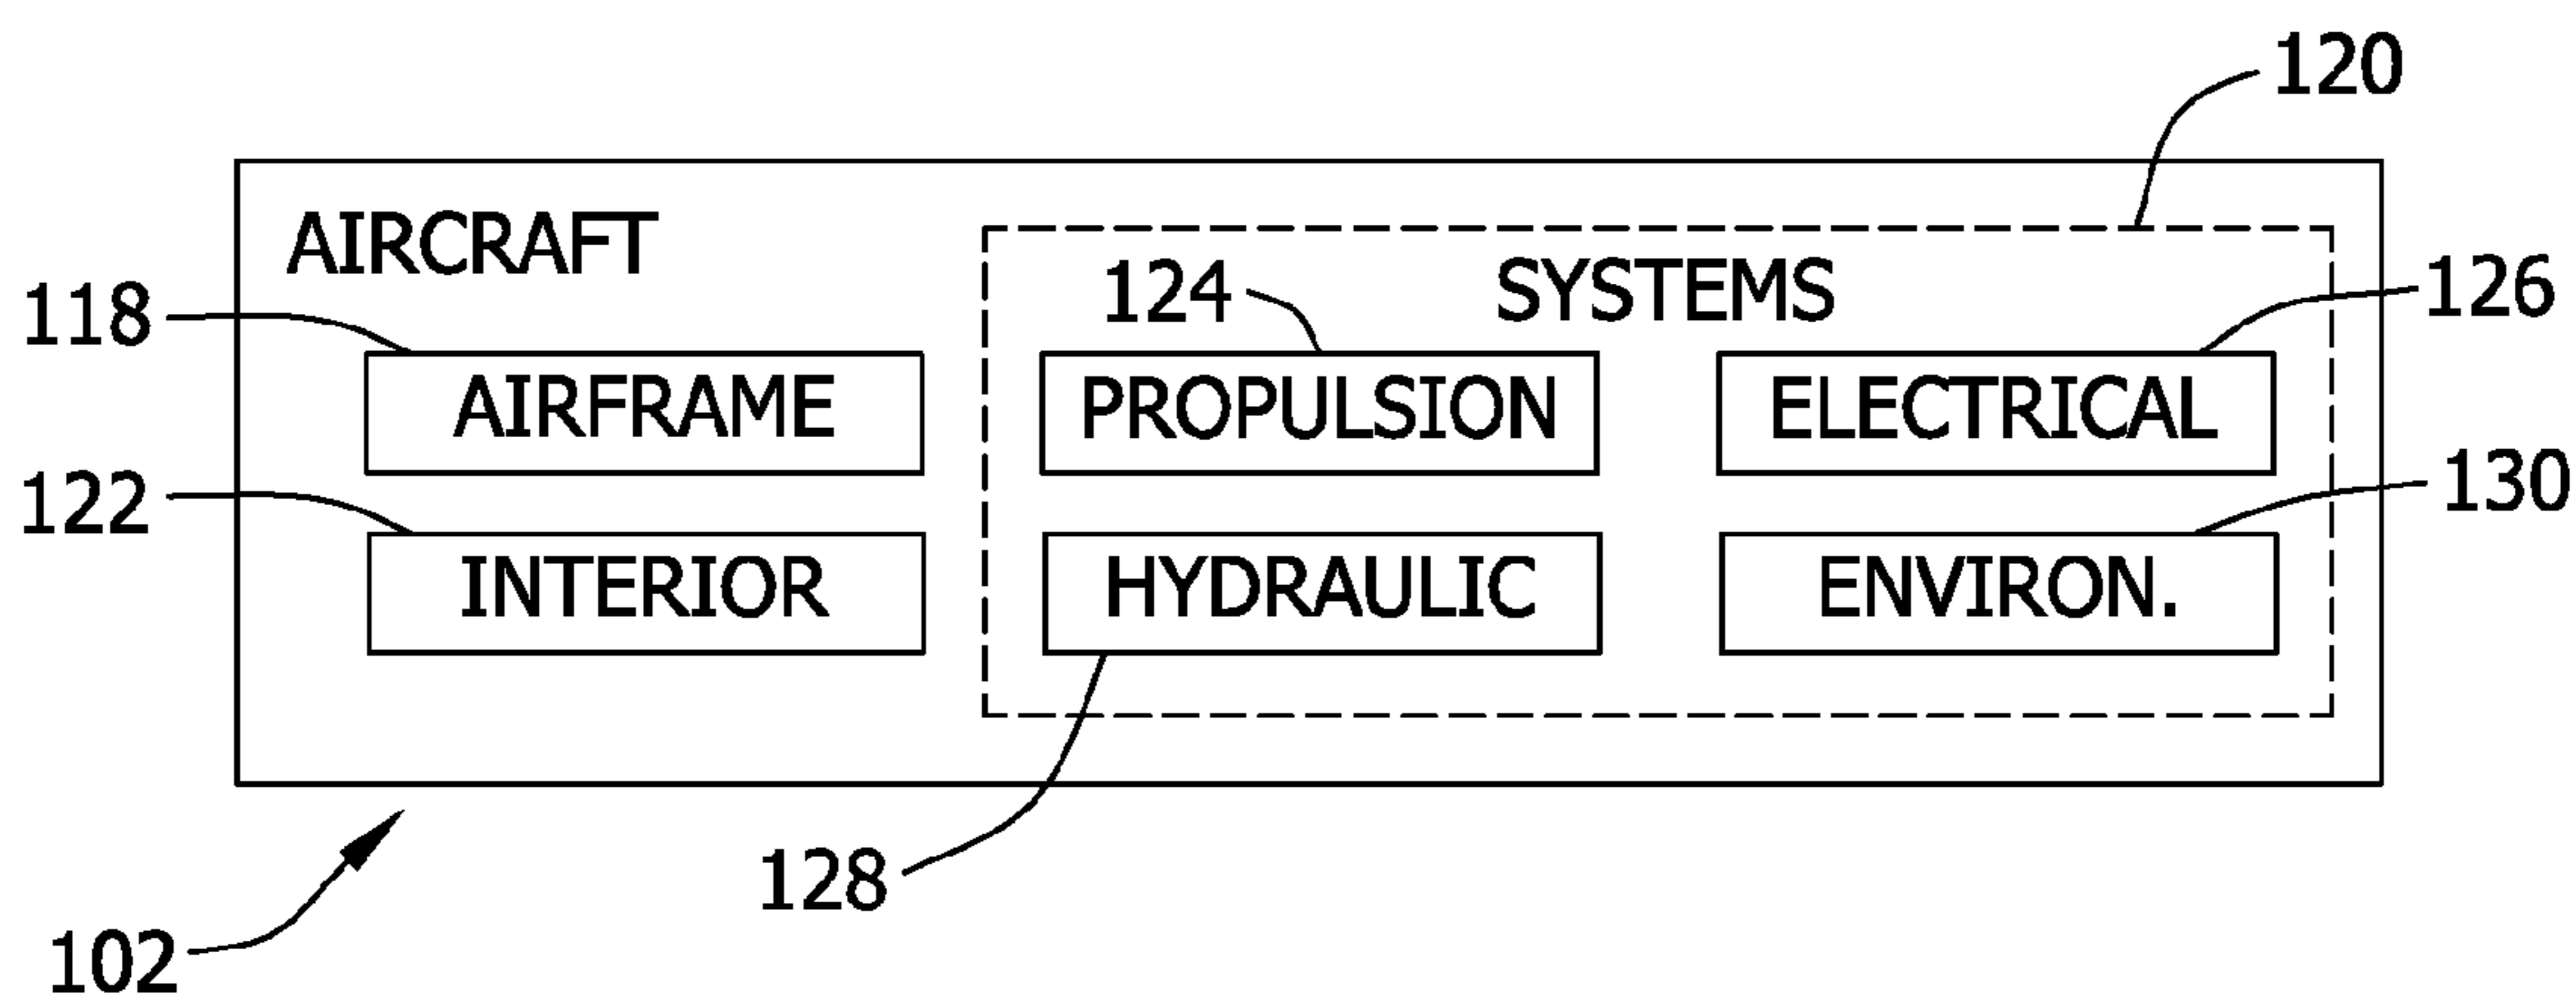 120
AIRCRAFT
SYSTEMS
118
124
126
AIRFRAME
PROPULSION
ELECTRICAL
122
130
INTERIOR
HYDRAULIC
ENVIRON.
128
102